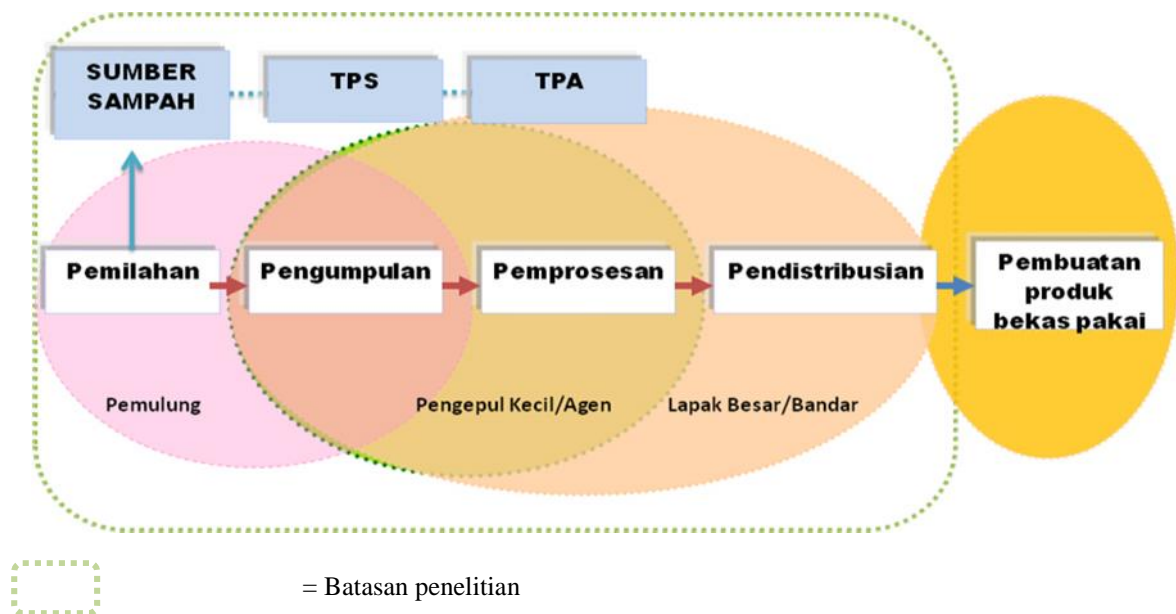 SUMBER
SAMPAH
TPS
TPA
Pemilahan
Pengumpulan
Pemprosesan
Pendistribusian
Pembuatan
produk
bekas pakai
Pemulung
Pengepul Kecil/Agen
Lapak Besar/Bandar
= Batasan penelitian